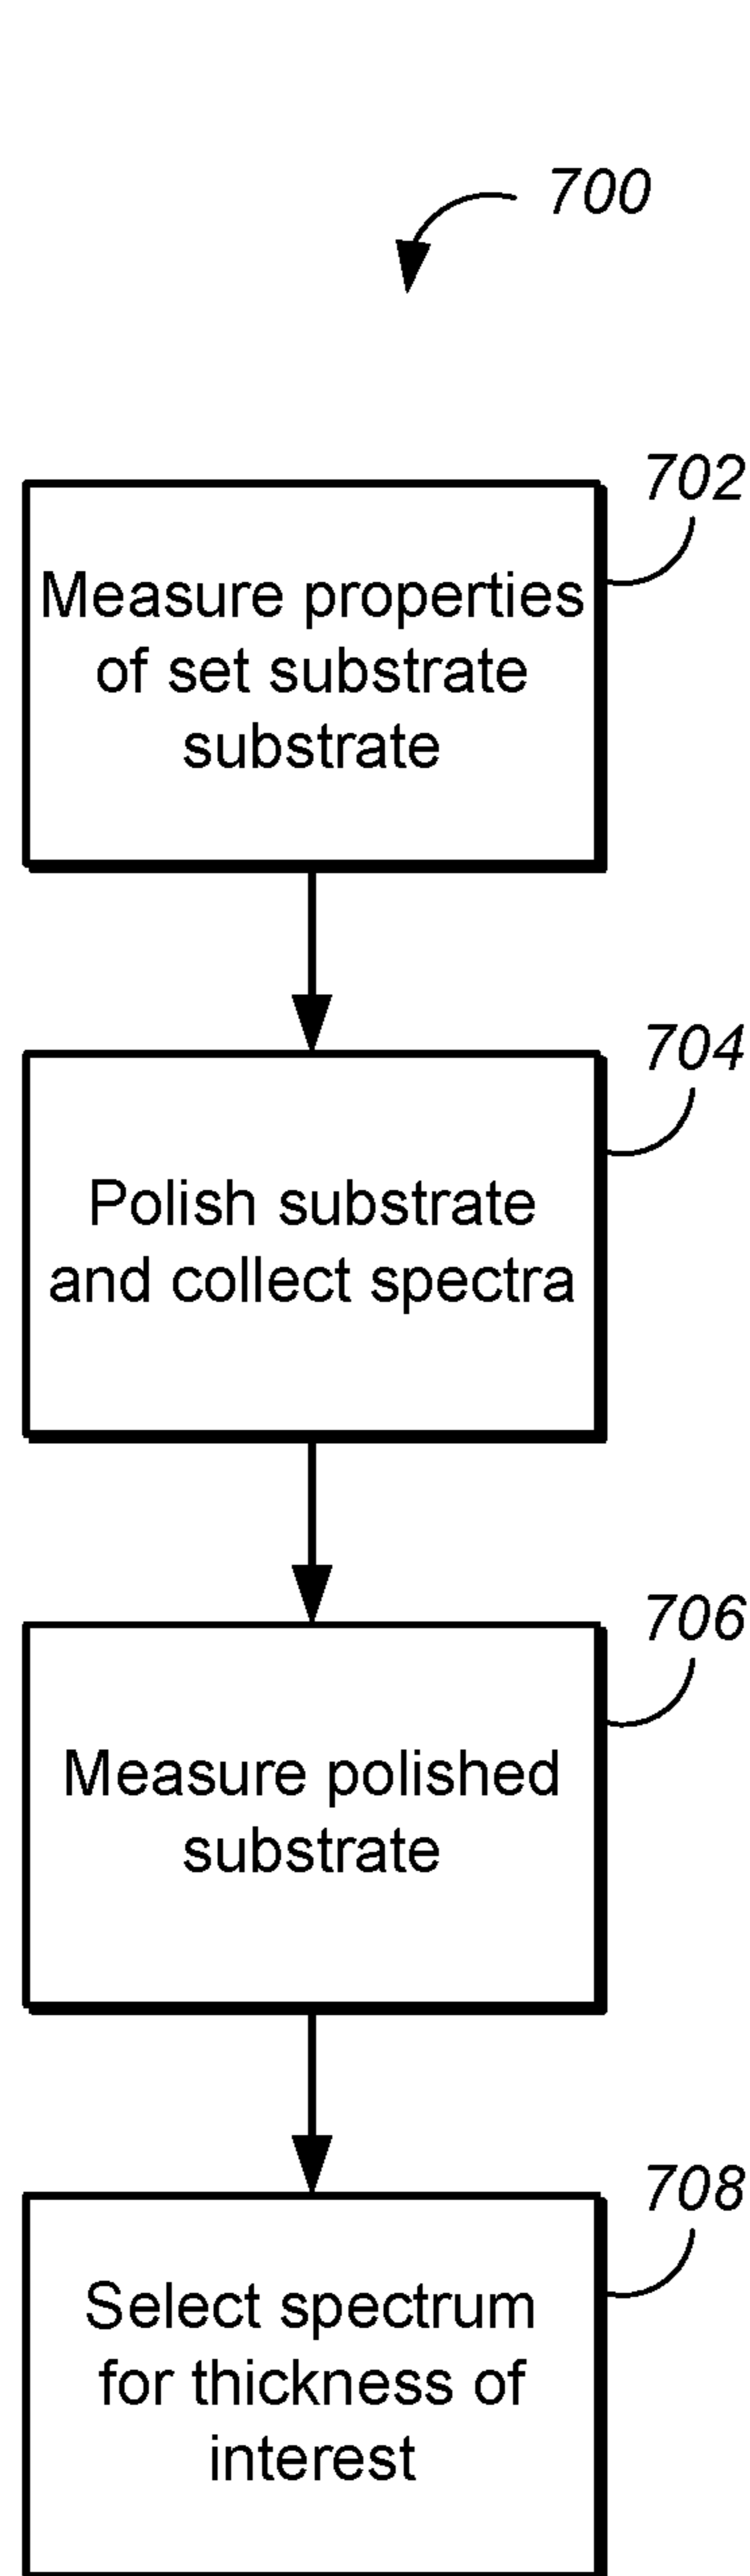 700
702
Measure properties
of set substrate
substrate
704
Polish substrate
and collect spectra
706
Measure polished
substrate
708
Select spectrum
for thickness of
interest